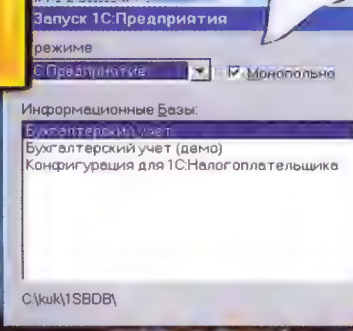 Запуск 1С:Предприятия
режиме
1С:Предприятие
Монопольно
Информационные Базы:
Бухгалтерский учет
Бухгалтерский учет (демо)
Конфигурация для 1С:Налогоплательщика
C:\kuk\1SBDB\